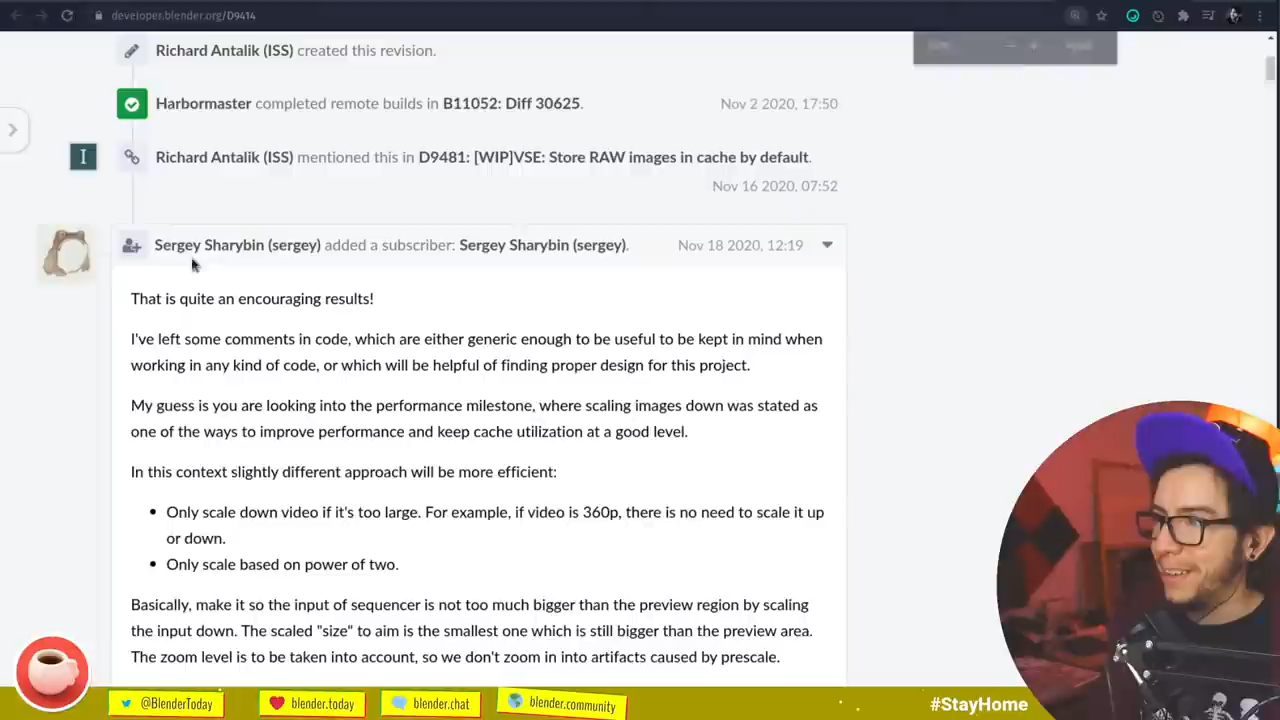 developer.blender.org/D9414
Richard Antalik (ISS) created this revision.
Harbormaster completed remote builds in B11052: Diff 30625. Nov 2 2020, 17:50
I
Richard Antalik (ISS) mentioned this in D9481: [WIP]VSE: Store RAW images in cache by default.
Nov 16 2020, 07:52
Sergey Sharybin (sergey) added a subscriber: Sergey Sharybin (sergey). Nov 18 2020, 12:19
That is quite an encouraging results!
I've left some comments in code, which are either generic enough to be useful to be kept in mind when
working in any kind of code, or which will be helpful of finding proper design for this project.
My guess is you are looking into the performance milestone, where scaling images down was stated as
one of the ways to improve performance and keep cache utilization at a good level.
In this context slightly different approach will be more efficient:
• Only scale down video if it's too large. For example, if video is 360p, there is no need to scale it up
or down.
• Only scale based on power of two.
Basically, make it so the input of sequencer is not too much bigger than the preview region by scaling
the input down. The scaled "size" to aim is the smallest one which is still bigger than the preview area.
The zoom level is to be taken into account, so we don't zoom in into artifacts caused by prescale.
@BlenderToday blender.today blender.chat blender.community #StayHome